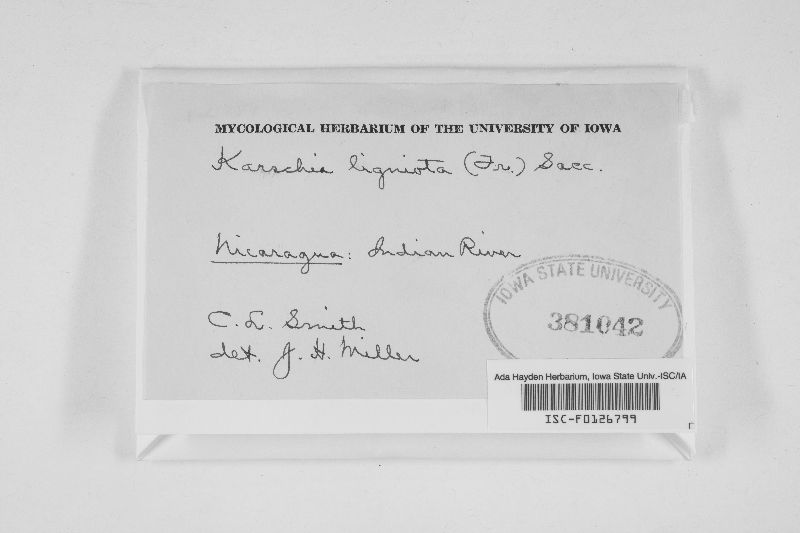 MYCOLOGICAL HERBARIUM OF THE UNIVERSITY OF IOWA
Karschia ligniota (Fr.) Sacc.
Nicaragua: Indian River
C. L. Smith
det. J. H. Miller
IOWA STATE UNIVERSITY
381042
Ada Hayden Herbarium, Iowa State Univ.-ISC/IA
ISC-F0126799